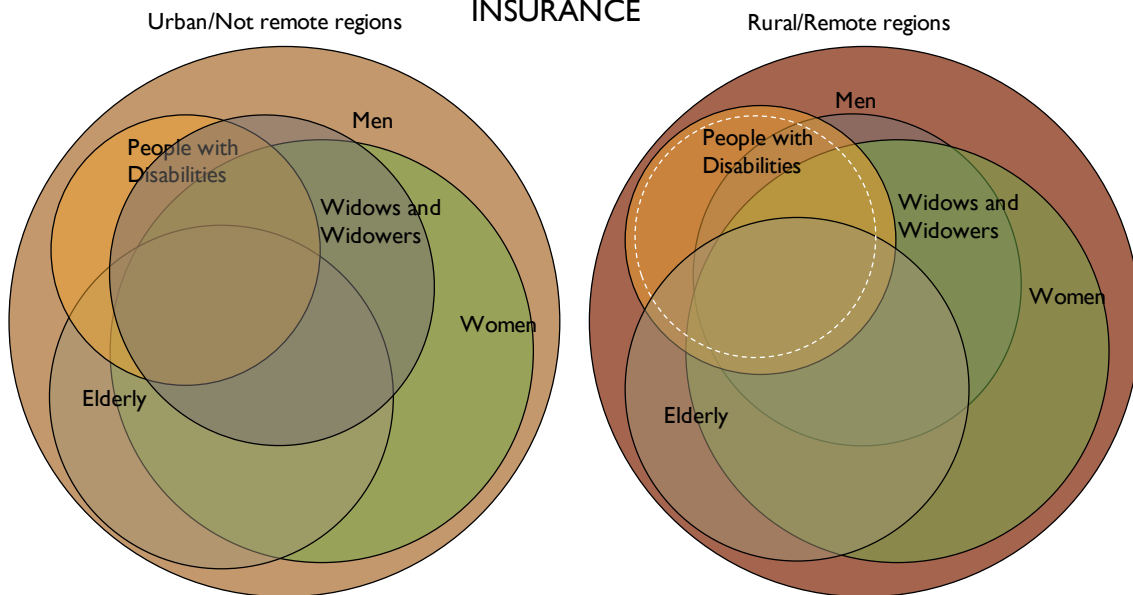 INSURANCE
Urban/Not remote regions
Men
People with
Disabilities
Widows and
Widowers
Women
Elderly
Rural/Remote regions
Men
People with
Disabilities
Widows and
Widowers
Women
Elderly